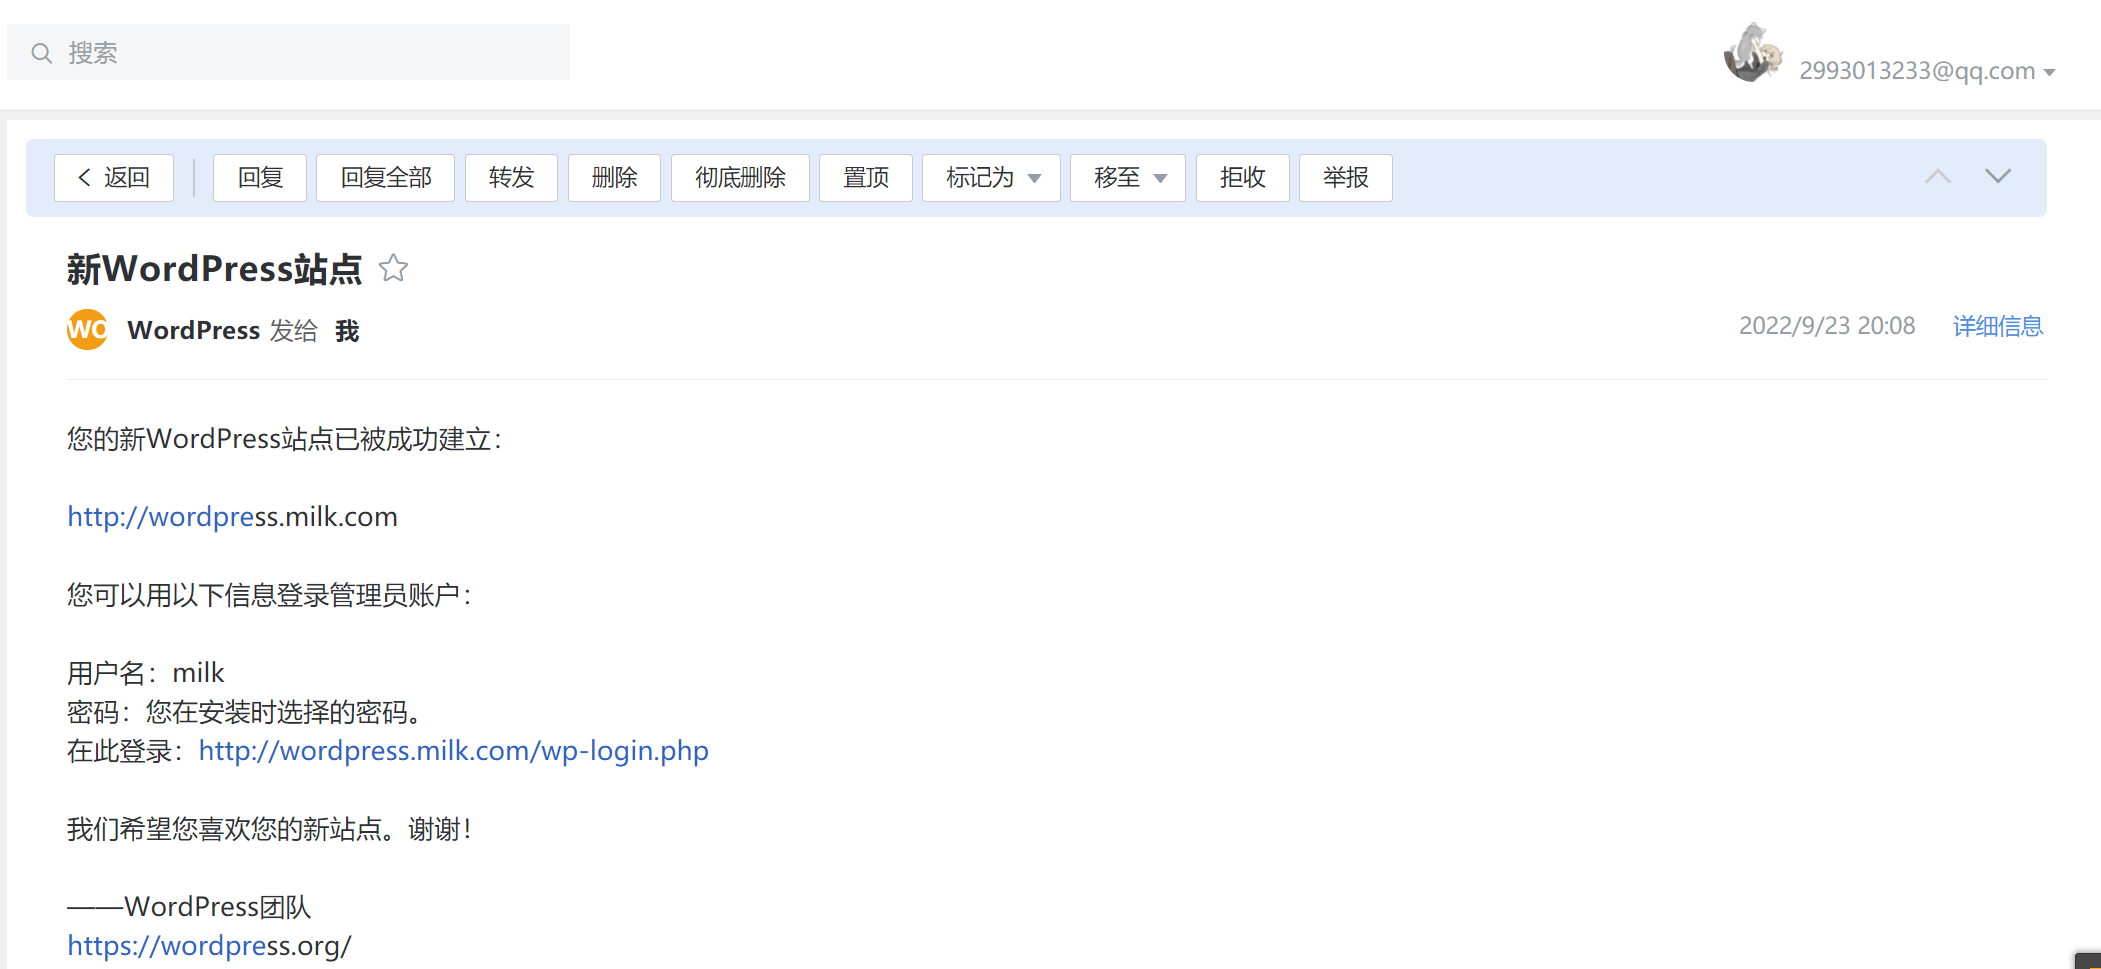 搜索
2993013233@qq.com
返回 回复 回复全部 转发 删除 彻底删除 置顶 标记为 移至 拒收 举报
新WordPress站点
WO WordPress 发给 我 2022/9/23 20:08 详细信息
您的新WordPress站点已被成功建立：
http://wordpress.milk.com
您可以用以下信息登录管理员账户：
用户名：milk
密码：您在安装时选择的密码。
在此登录：http://wordpress.milk.com/wp-login.php
我们希望您喜欢您的新站点。谢谢！
——WordPress团队
https://wordpress.org/